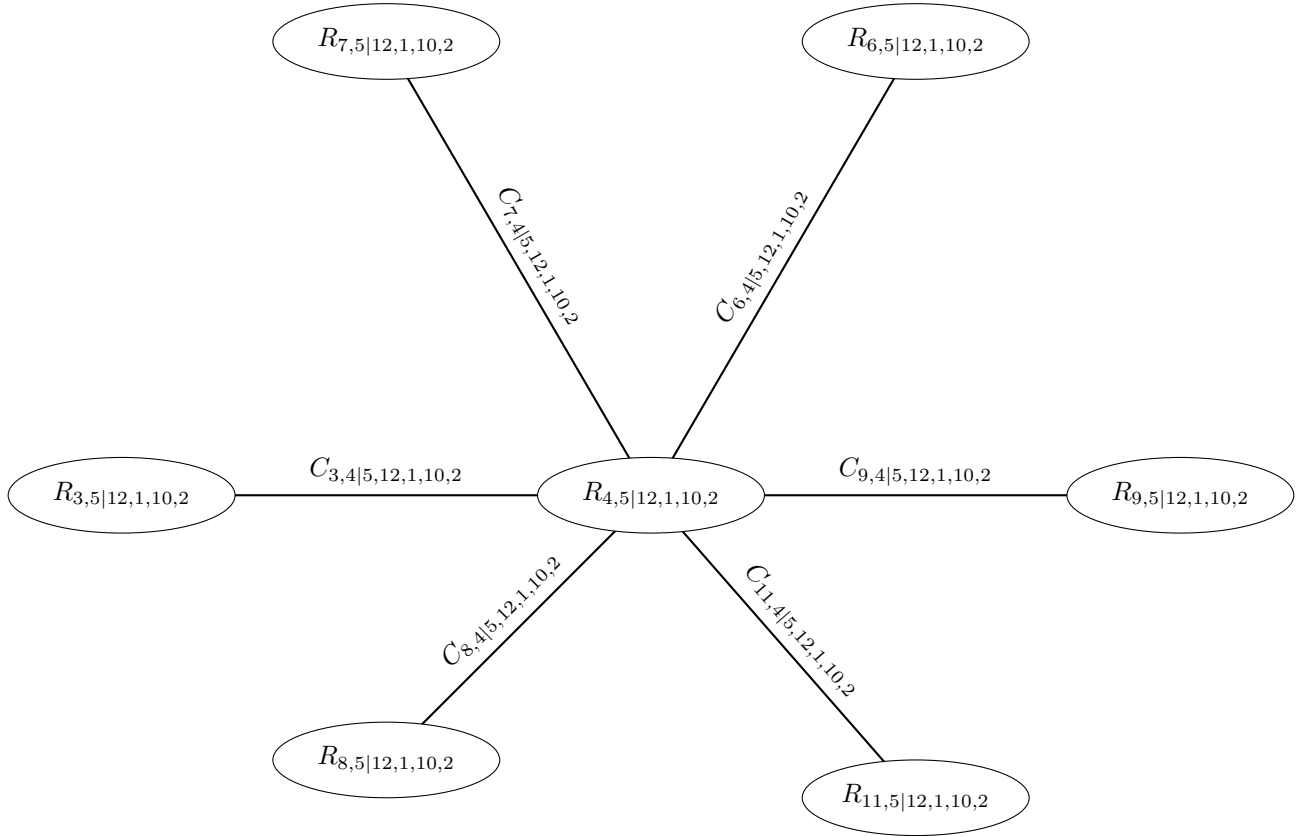 R_{7,5|12,1,10,2}
R_{6,5|12,1,10,2}
C_{7,4|5,12,1,10,2}
C_{6,4|5,12,1,10,2}
R_{3,5|12,1,10,2}
C_{3,4|5,12,1,10,2}
R_{4,5|12,1,10,2}
C_{9,4|5,12,1,10,2}
R_{9,5|12,1,10,2}
C_{8,4|5,12,1,10,2}
C_{11,4|5,12,1,10,2}
R_{8,5|12,1,10,2}
R_{11,5|12,1,10,2}